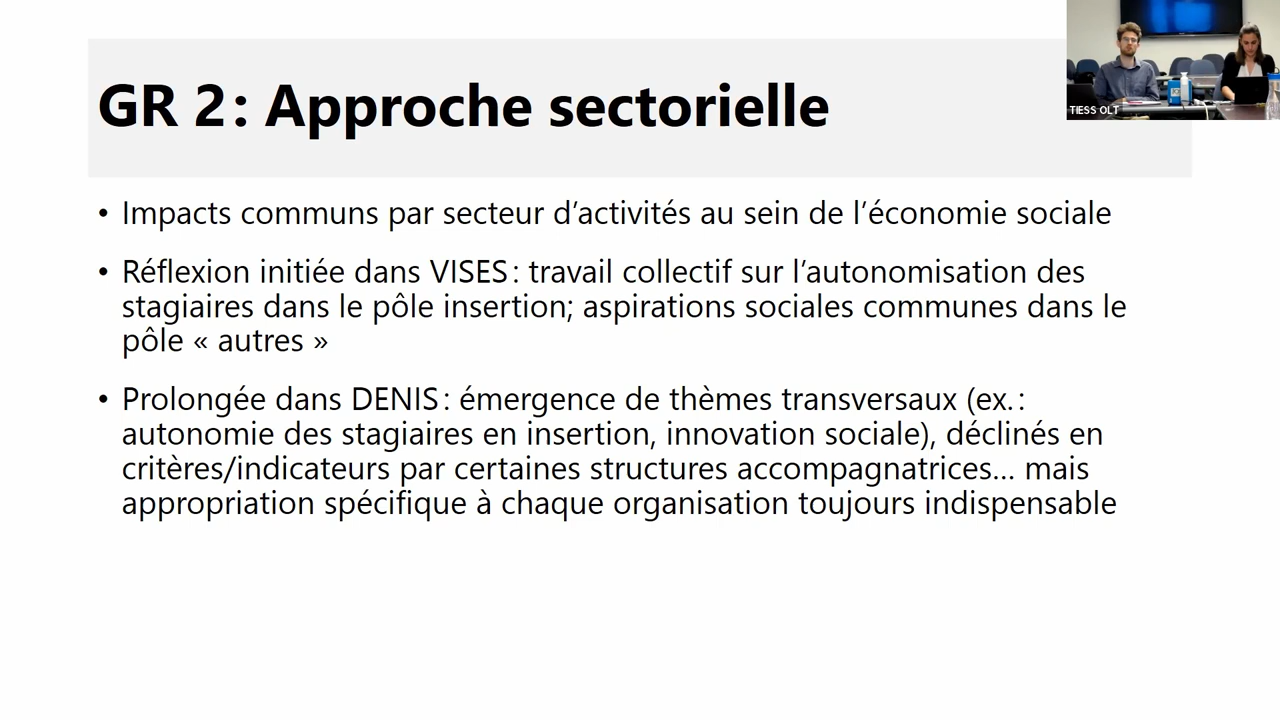 GR 2 : Approche sectorielle
TIESS OLT
• Impacts communs par secteur d’activités au sein de l’économie sociale
• Réflexion initiée dans VISES : travail collectif sur l’autonomisation des
stagiaires dans le pôle insertion; aspirations sociales communes dans le
pôle « autres »
• Prolongée dans DENIS : émergence de thèmes transversaux (ex. :
autonomie des stagiaires en insertion, innovation sociale), déclinés en
critères/indicateurs par certaines structures accompagnatrices… mais
appropriation spécifique à chaque organisation toujours indispensable